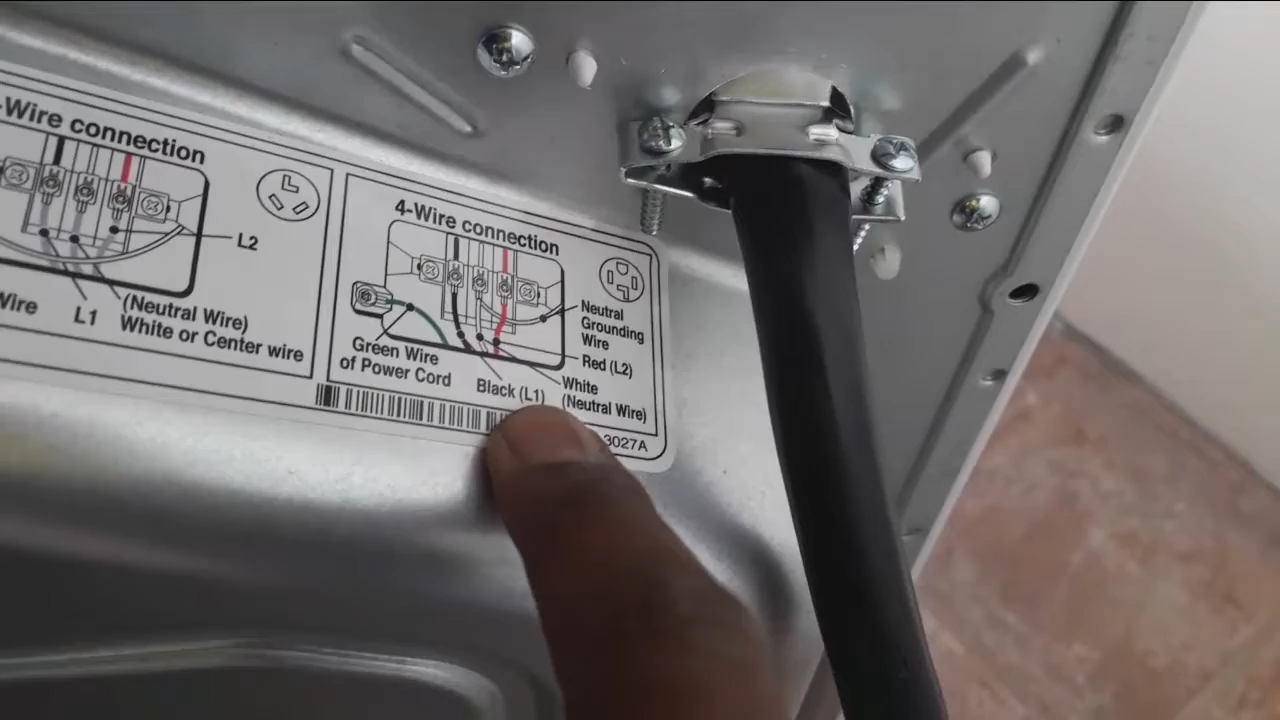 -Wire connection
L2
Wire
L1
(Neutral Wire)
White or Center wire
4-Wire connection
Neutral
Grounding
Wire
Red (L2)
Green Wire
of Power Cord
Black (L1)
White
(Neutral Wire)
3027A